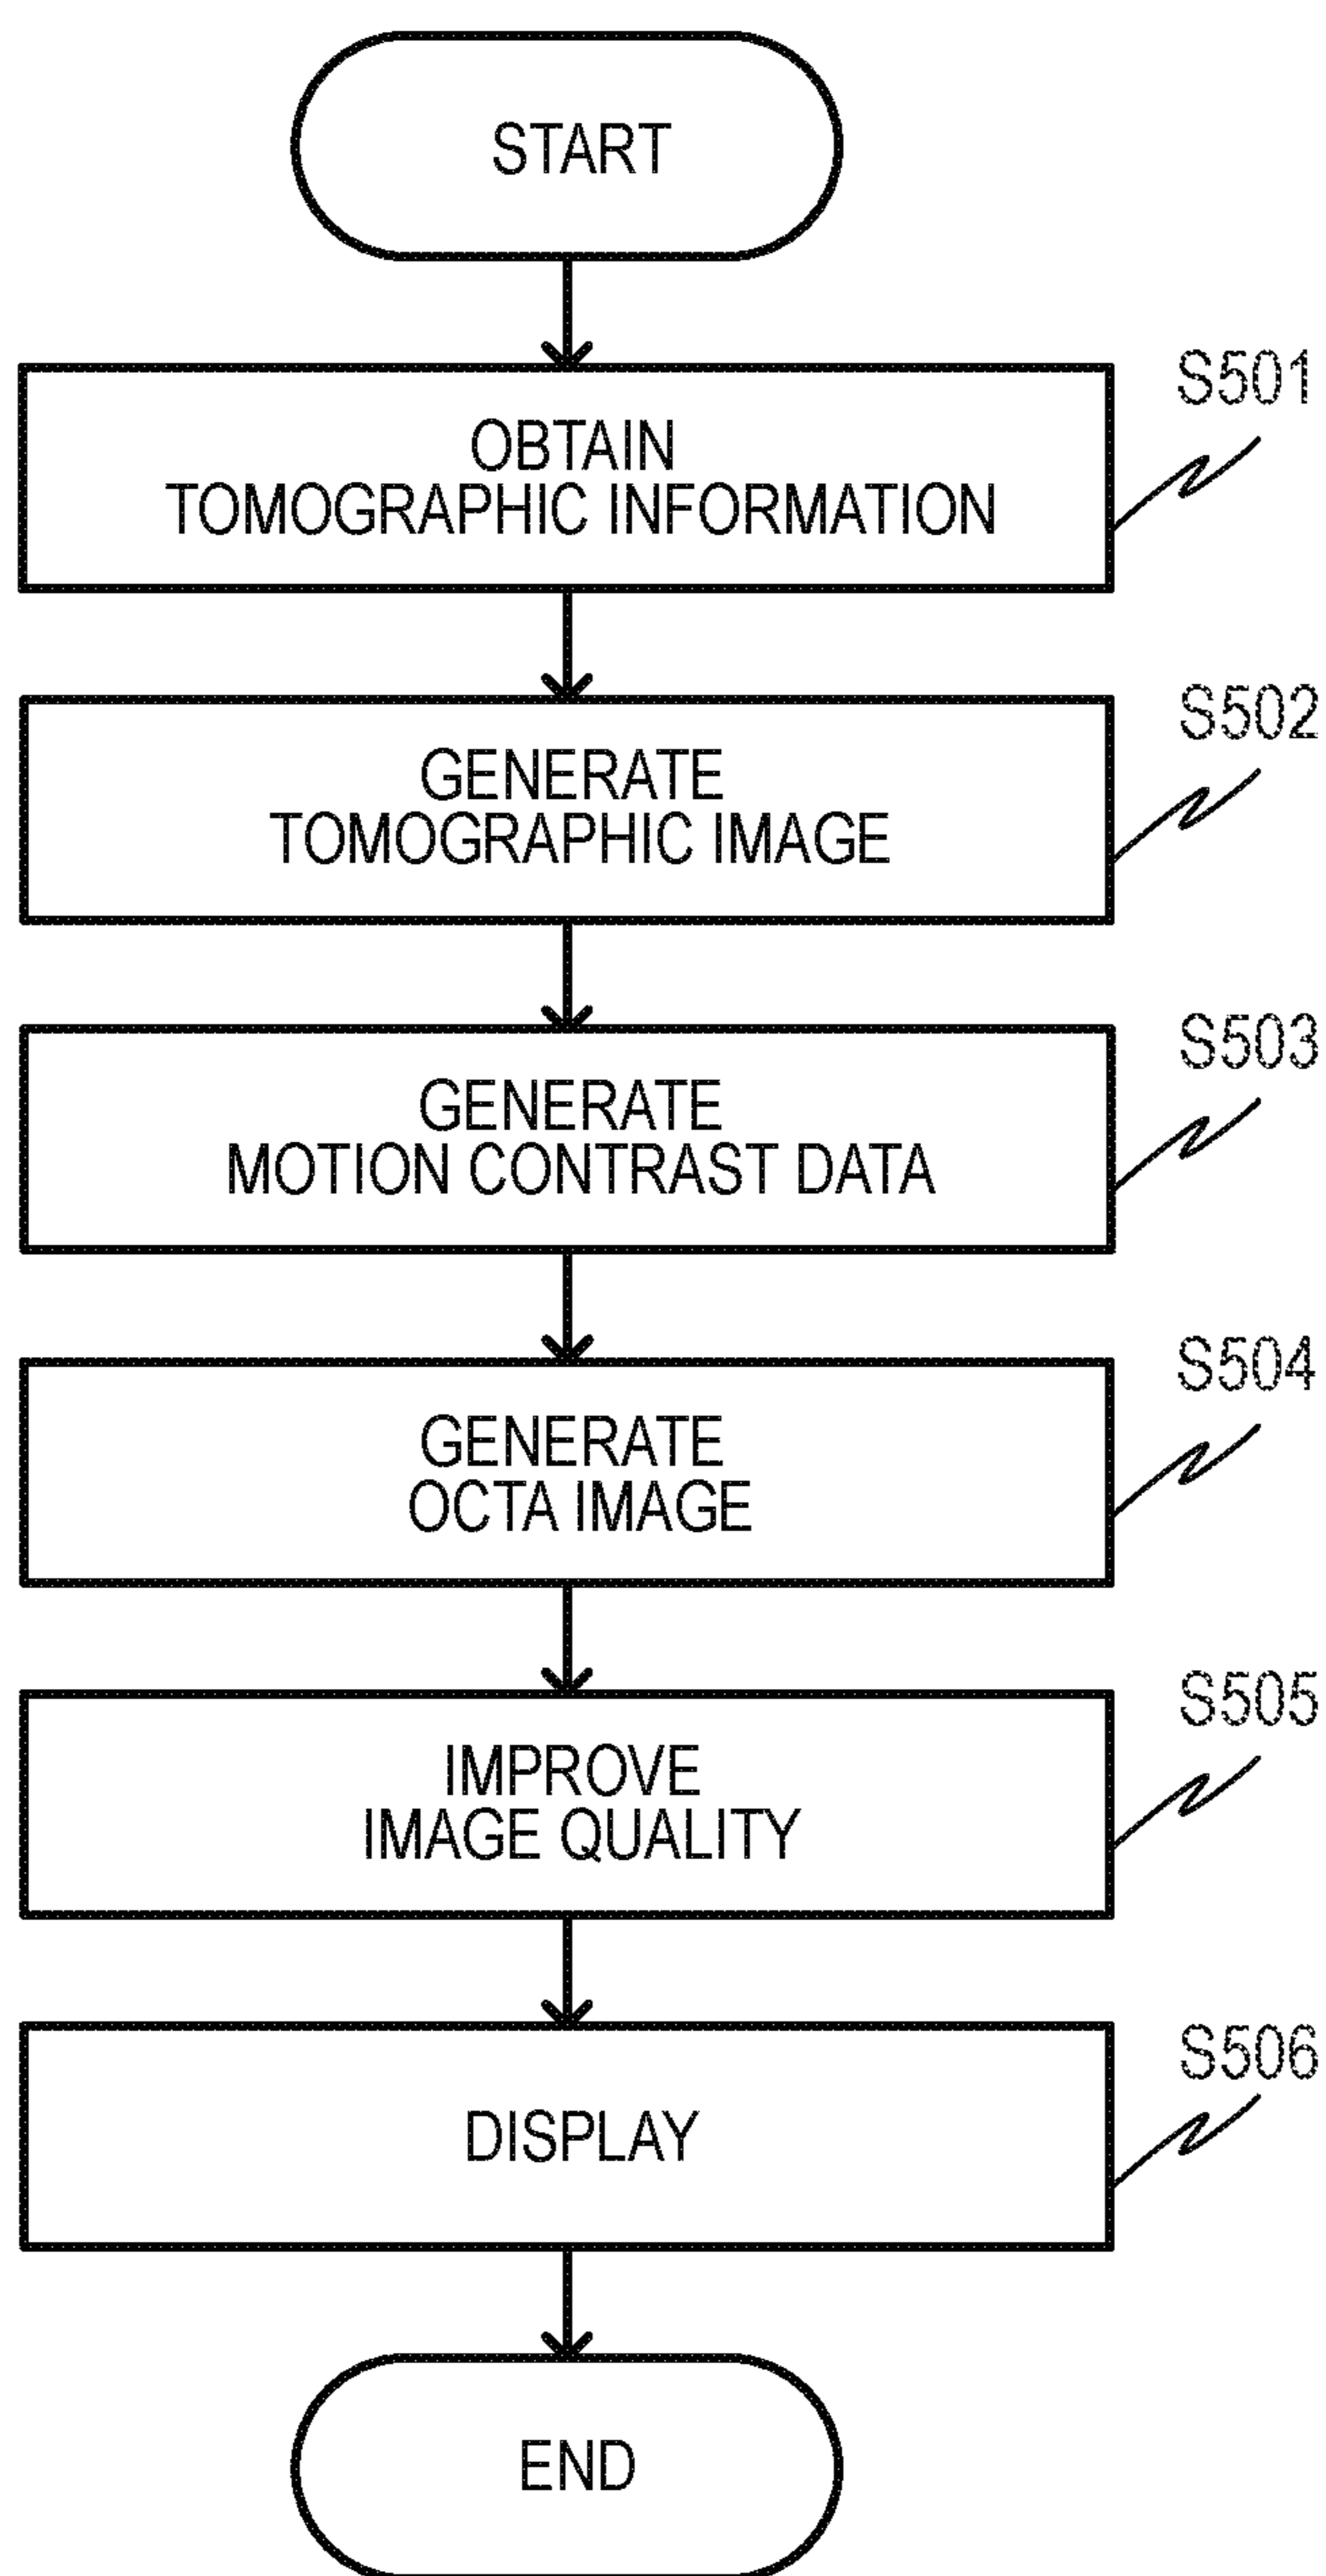 START
S501
OBTAIN
TOMOGRAPHIC INFORMATION
S502
GENERATE
TOMOGRAPHIC IMAGE
S503
GENERATE
MOTION CONTRAST DATA
S504
GENERATE
OCTA IMAGE
S505
IMPROVE
IMAGE QUALITY
S506
DISPLAY
END